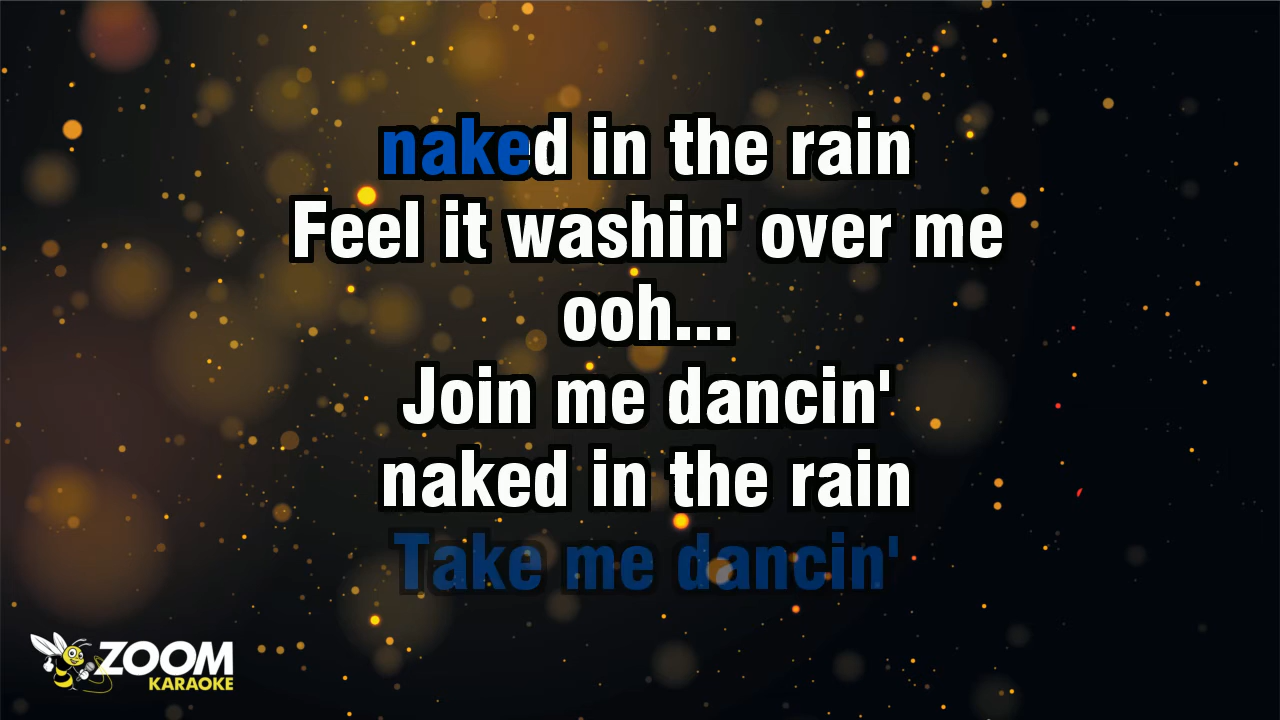 naked in the rain
Feel it washin' over me
ooh...
Join me dancin'
naked in the rain
Take me dancin'
ZOOM
KARAOKE